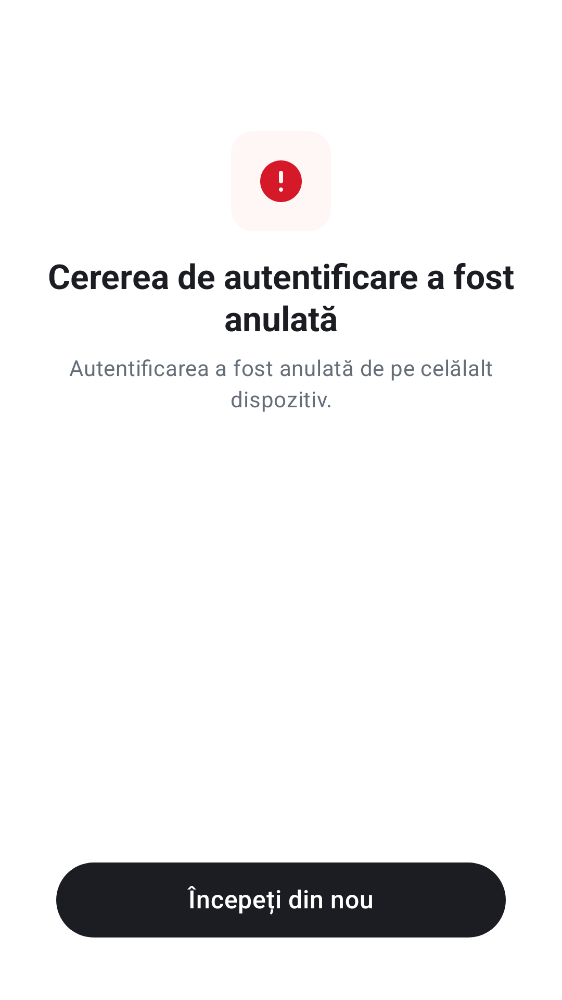 Cererea de autentificare a fost
anulată
Autentificarea a fost anulată de pe celălalt
dispozitiv.
Începeți din nou